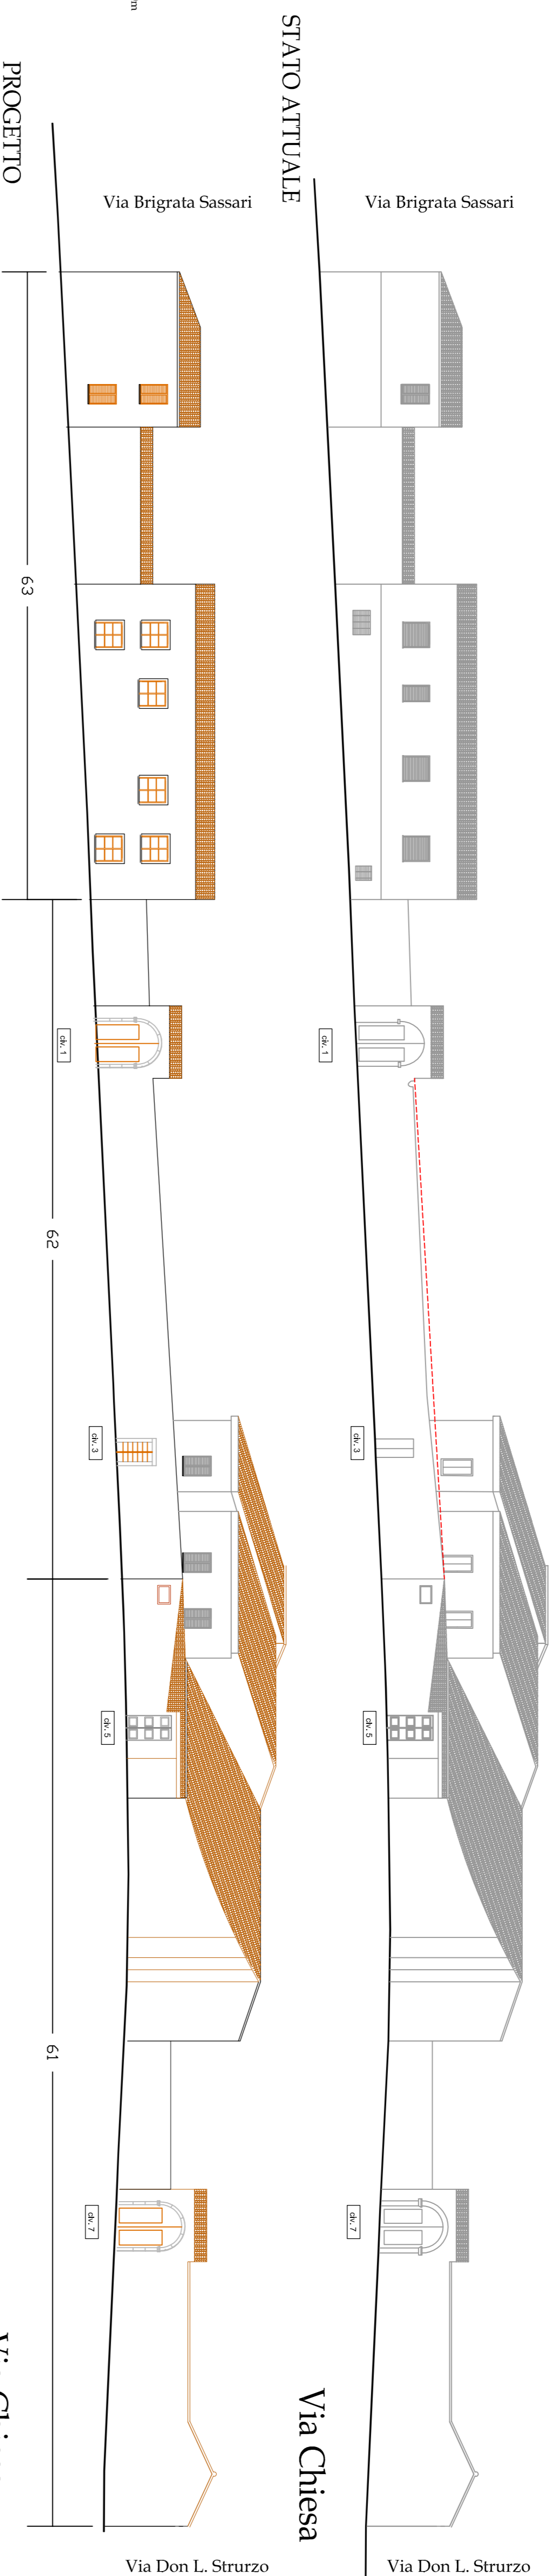 STATO ATTUALE
Via Brigrata Sassari
civ. 1
civ. 3
civ. 5
civ. 7
Via Chiesa
Via Don L. Strurzo
PROGETTO
Via Brigrata Sassari
63
civ. 1
62
civ. 3
civ. 5
61
civ. 7
Via Don L. Strurzo